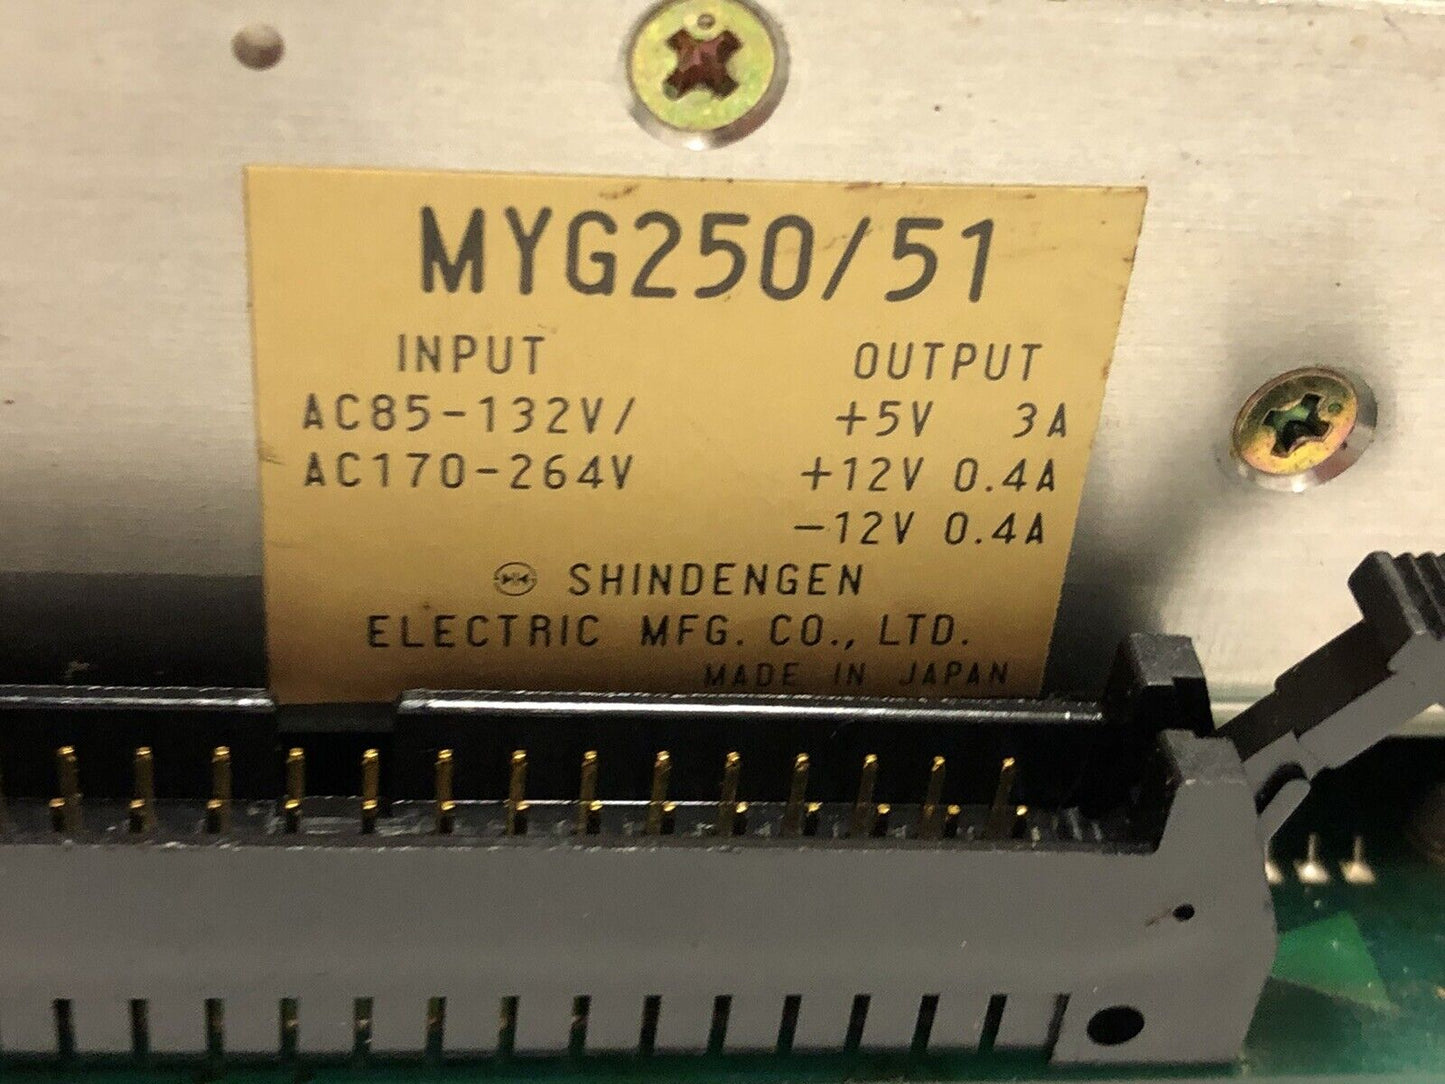 MYG250/51
INPUT OUTPUT
AC85-132V/ +5V 3A
AC170-264V +12V 0.4A
-12V 0.4A
SHINDENGEN
ELECTRIC MFG. CO., LTD.
MADE IN JAPAN